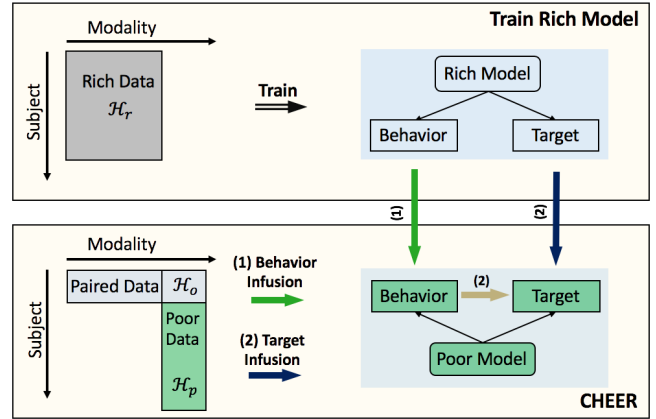 Train Rich Model
Modality
Subject
Rich Data
ℋr
Train
Rich Model
Behavior
Target
(1)
(2)
Modality
Subject
Paired Data
ℋo
Poor
Data
ℋp
(1) Behavior
Infusion
(2) Target
Infusion
Behavior
(2)
Target
Poor Model
CHEER